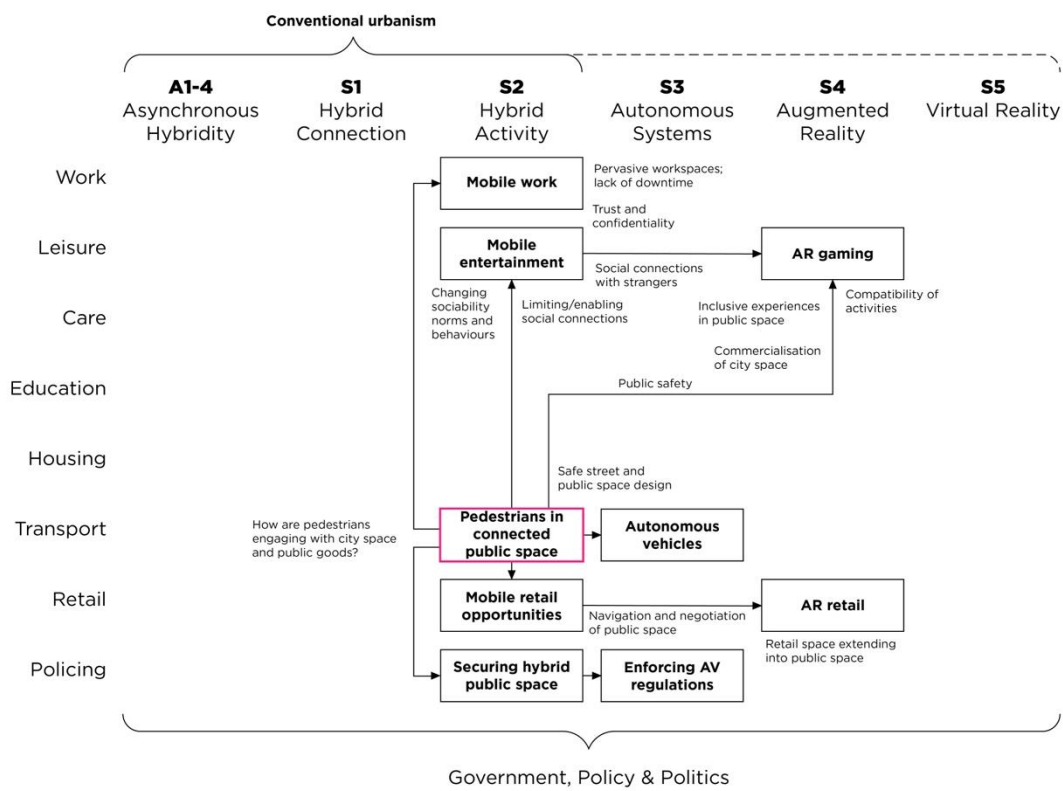 Conventional urbanism
A1-4
Asynchronous
Hybridity
S1
Hybrid
Connection
S2
Hybrid
Activity
S3
Autonomous
Systems
S4
Augmented
Reality
S5
Virtual Reality
Work
Mobile work
Pervasive workspaces;
lack of downtime
Trust and
confidentiality
Leisure
Mobile
entertainment
AR gaming
Social connections
with strangers
Care
Changing
sociability
norms and
behaviours
Limiting/enabling
social connections
Inclusive experiences
in public space
Compatibility of
activities
Commercialisation
of city space
Education
Public safety
Housing
Safe street and
public space design
Transport
How are pedestrians
engaging with city space
and public goods?
Pedestrians in
connected
public space
Autonomous
vehicles
Retail
Mobile retail
opportunities
Navigation and negotiation
of public space
AR retail
Retail space extending
into public space
Policing
Securing hybrid
public space
Enforcing AV
regulations
Government, Policy & Politics